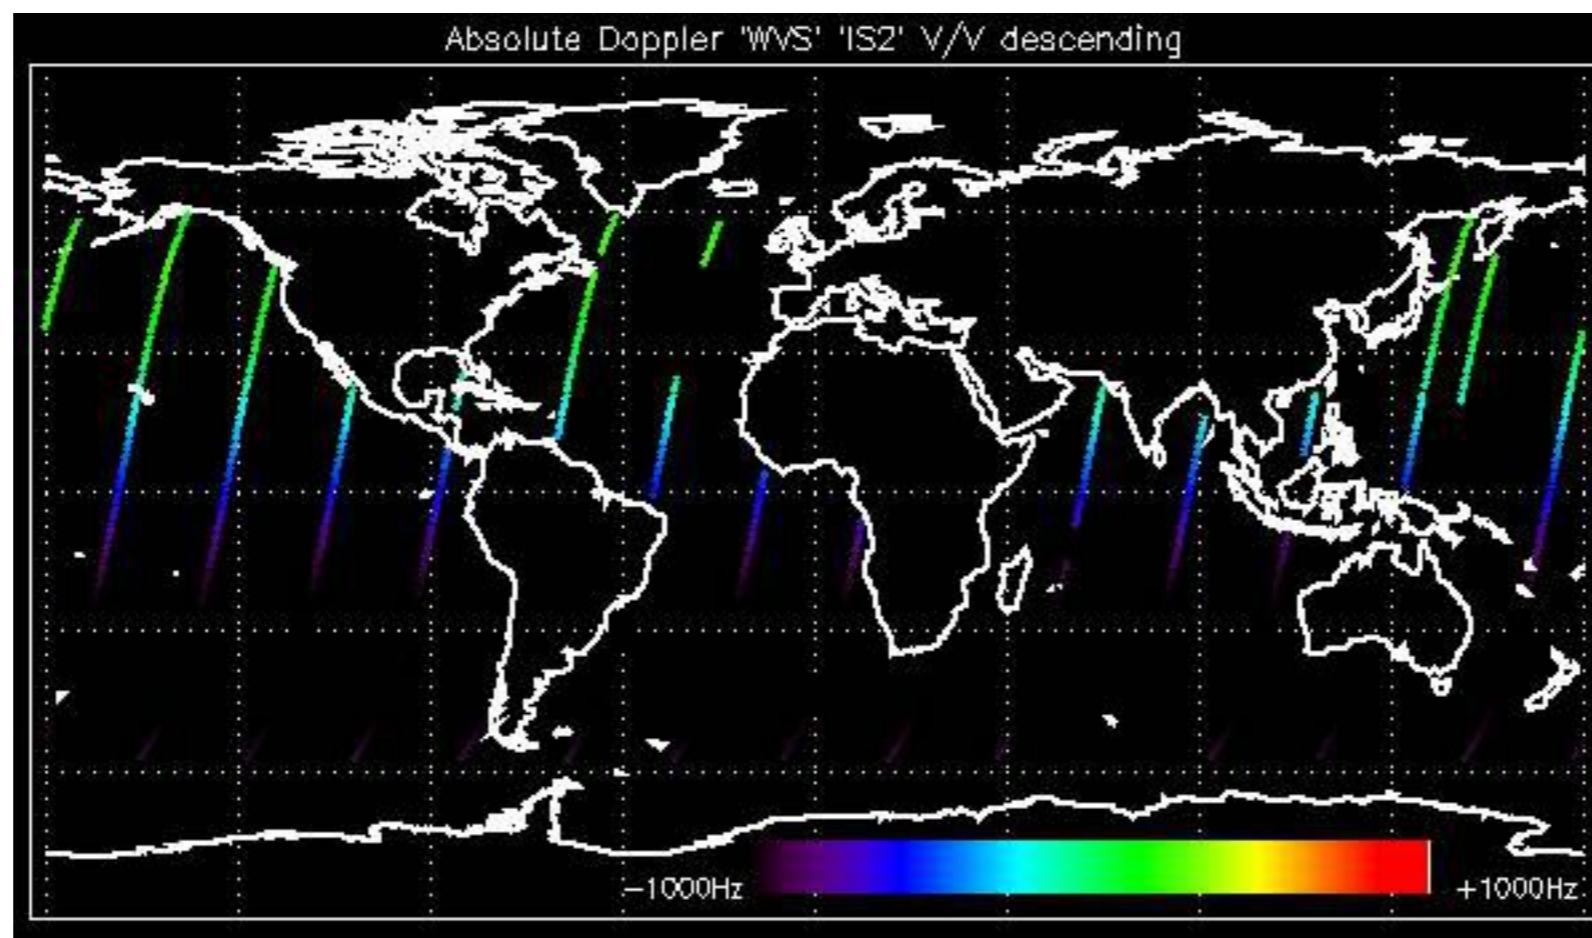 Absolute Doppler 'WVS' 'IS2' V/V descending
−1000Hz
+1000Hz